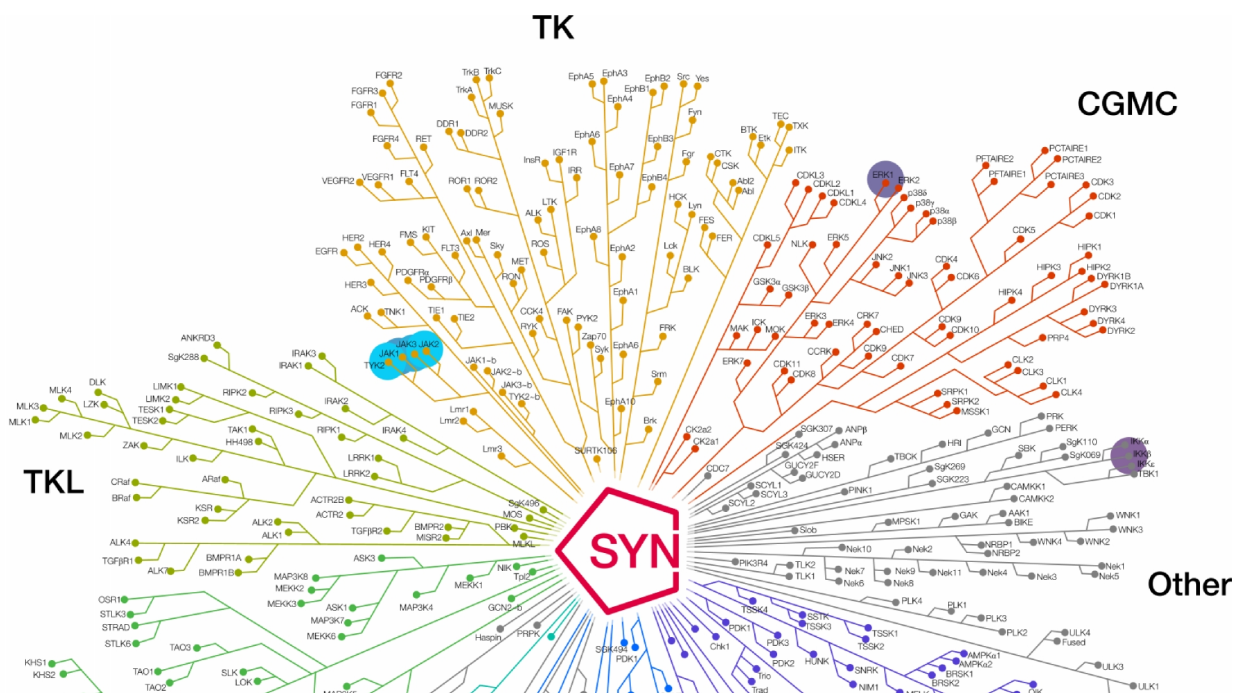 TK
CGMC
TKL
Other
SYN
FGFR2
FGFR3
FGFR1
FGFR4
RET
VEGFR2
VEGFR1
FLT4
TrkB
TrkC
TrkA
MUSK
DDR1
DDR2
ROR1
ROR2
HER2
EGFR
HER4
HER3
FMS
KIT
FLT3
PDGFRα
PDGFRβ
Axl
Mer
Sky
MET
RON
ACK
TNK1
TIE1
TIE2
JAK1
JAK3
JAK2
TYK2
JAK1~b
JAK2~b
JAK3~b
TYK2~b
Lmr1
Lmr2
Lmr3
InsR
IGF1R
IRR
LTK
ALK
ROS
CCK4
RYK
FAK
PYK2
Zap70
Syk
SURTK106
EphA5
EphA3
EphA4
EphA6
EphA7
EphA8
EphA2
EphA1
EphA6
EphA10
EphB2
EphB1
EphB3
EphB4
Src
Yes
Fyn
Fgr
HCK
Lyn
Lck
BLK
FRK
Srm
Brk
FES
FER
CTK
CSK
Abl2
Abl
BTK
Etk
TEC
TXK
ITK
CDKL3
CDKL2
CDKL1
CDKL4
CDKL5
ERK1
ERK2
p38δ
p38γ
p38α
p38β
NLK
ERK5
JNK2
JNK1
JNK3
GSK3α
GSK3β
MAK
ICK
MOK
ERK3
ERK4
ERK7
CRK7
CHED
CCRK
CDK9
CDK7
CDK11
CDK8
CDK9
CDK10
CDK4
CDK6
CDK5
PFTAIRE2
PFTAIRE1
PCTAIRE1
PCTAIRE2
PCTAIRE3
CDK3
CDK2
CDK1
HIPK1
HIPK2
HIPK3
HIPK4
DYRK1B
DYRK1A
DYRK3
DYRK4
DYRK2
PRP4
CLK2
CLK3
CLK1
CLK4
SRPK1
SRPK2
MSSK1
CK2a2
CK2a1
CDC7
SGK307
SGK424
ANPβ
ANPα
HSER
GUCY2F
GUCY2D
SCYL1
SCYL3
SCYL2
PINK1
TBCK
HRI
GCN
PRK
PERK
SBK
SgK110
SgK069
SgK269
SGK223
IKKα
IKKβ
IKKε
TBK1
CAMKK1
CAMKK2
Slob
MPSK1
GAK
AAK1
BIKE
WNK1
WNK3
WNK4
WNK2
NRBP1
NRBP2
Nek10
Nek2
Nek7
Nek6
Nek9
Nek8
Nek11
Nek4
Nek3
Nek1
Nek5
PIK3R4
TLK2
TLK1
PLK4
PLK1
PLK3
PLK2
ULK4
Fused
ULK3
ULK1
TSSK4
SSTK
TSSK3
TSSK1
TSSK2
PDK1
Chk1
PDK3
PDK2
HUNK
SNRK
NIM1
AMPKα1
AMPKα2
BRSK1
BRSK2
Trio
Trad
SGK494
PDK1
PRPK
Haspin
ANKRD3
SgK288
IRAK3
IRAK1
DLK
MLK4
LZK
MLK3
MLK1
MLK2
LIMK1
LIMK2
TESK1
TESK2
RIPK2
RIPK3
IRAK2
RIPK1
IRAK4
TAK1
HH498
ZAK
ILK
LRRK1
LRRK2
CRaf
BRaf
ARaf
KSR
KSR2
ACTR2B
ACTR2
TGFβR2
BMPR2
MISR2
SgK496
MOS
PBK
MLKL
ALK2
ALK1
ALK4
TGFβR1
ALK7
BMPR1A
BMPR1B
ASK3
MAP3K8
MEKK2
MEKK3
ASK1
MAP3K7
MEKK6
MAP3K4
MEKK1
NIK
Tpl2
GCN2~b
OSR1
STLK3
STRAD
STLK6
TAO3
TAO1
TAO2
SLK
LOK
KHS1
KHS2